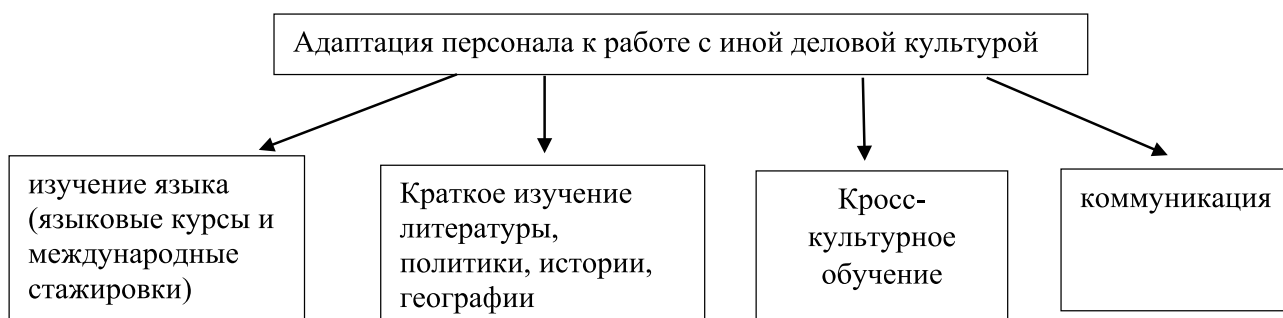 Адаптация персонала к работе с иной деловой культурой
изучение языка
(языковые курсы и
международные
стажировки)
Краткое изучение
литературы,
политики, истории,
географии
Кросс-
культурное
обучение
коммуникация